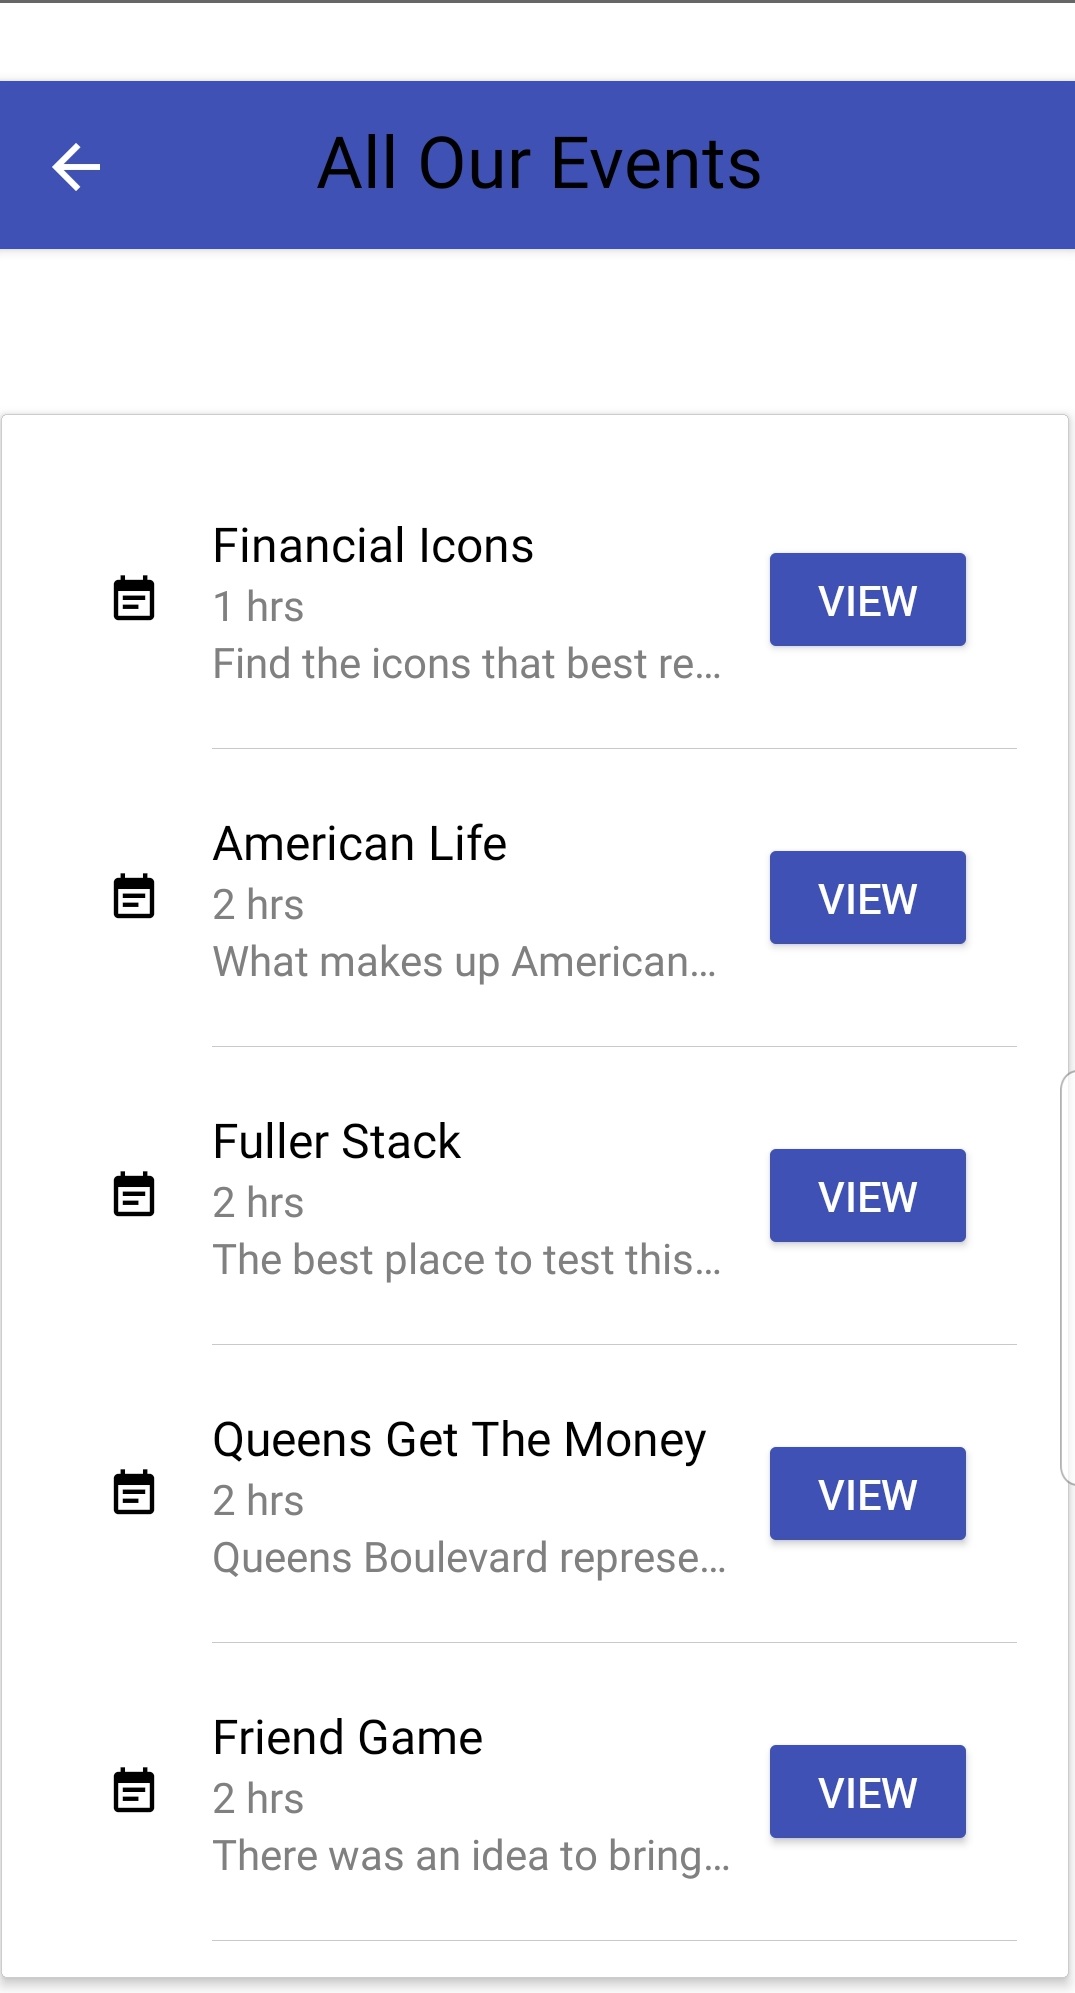 All Our Events
Financial Icons
1 hrs
Find the icons that best re...
VIEW
American Life
2 hrs
What makes up American...
VIEW
Fuller Stack
2 hrs
The best place to test this...
VIEW
Queens Get The Money
2 hrs
Queens Boulevard represe...
VIEW
Friend Game
2 hrs
There was an idea to bring...
VIEW